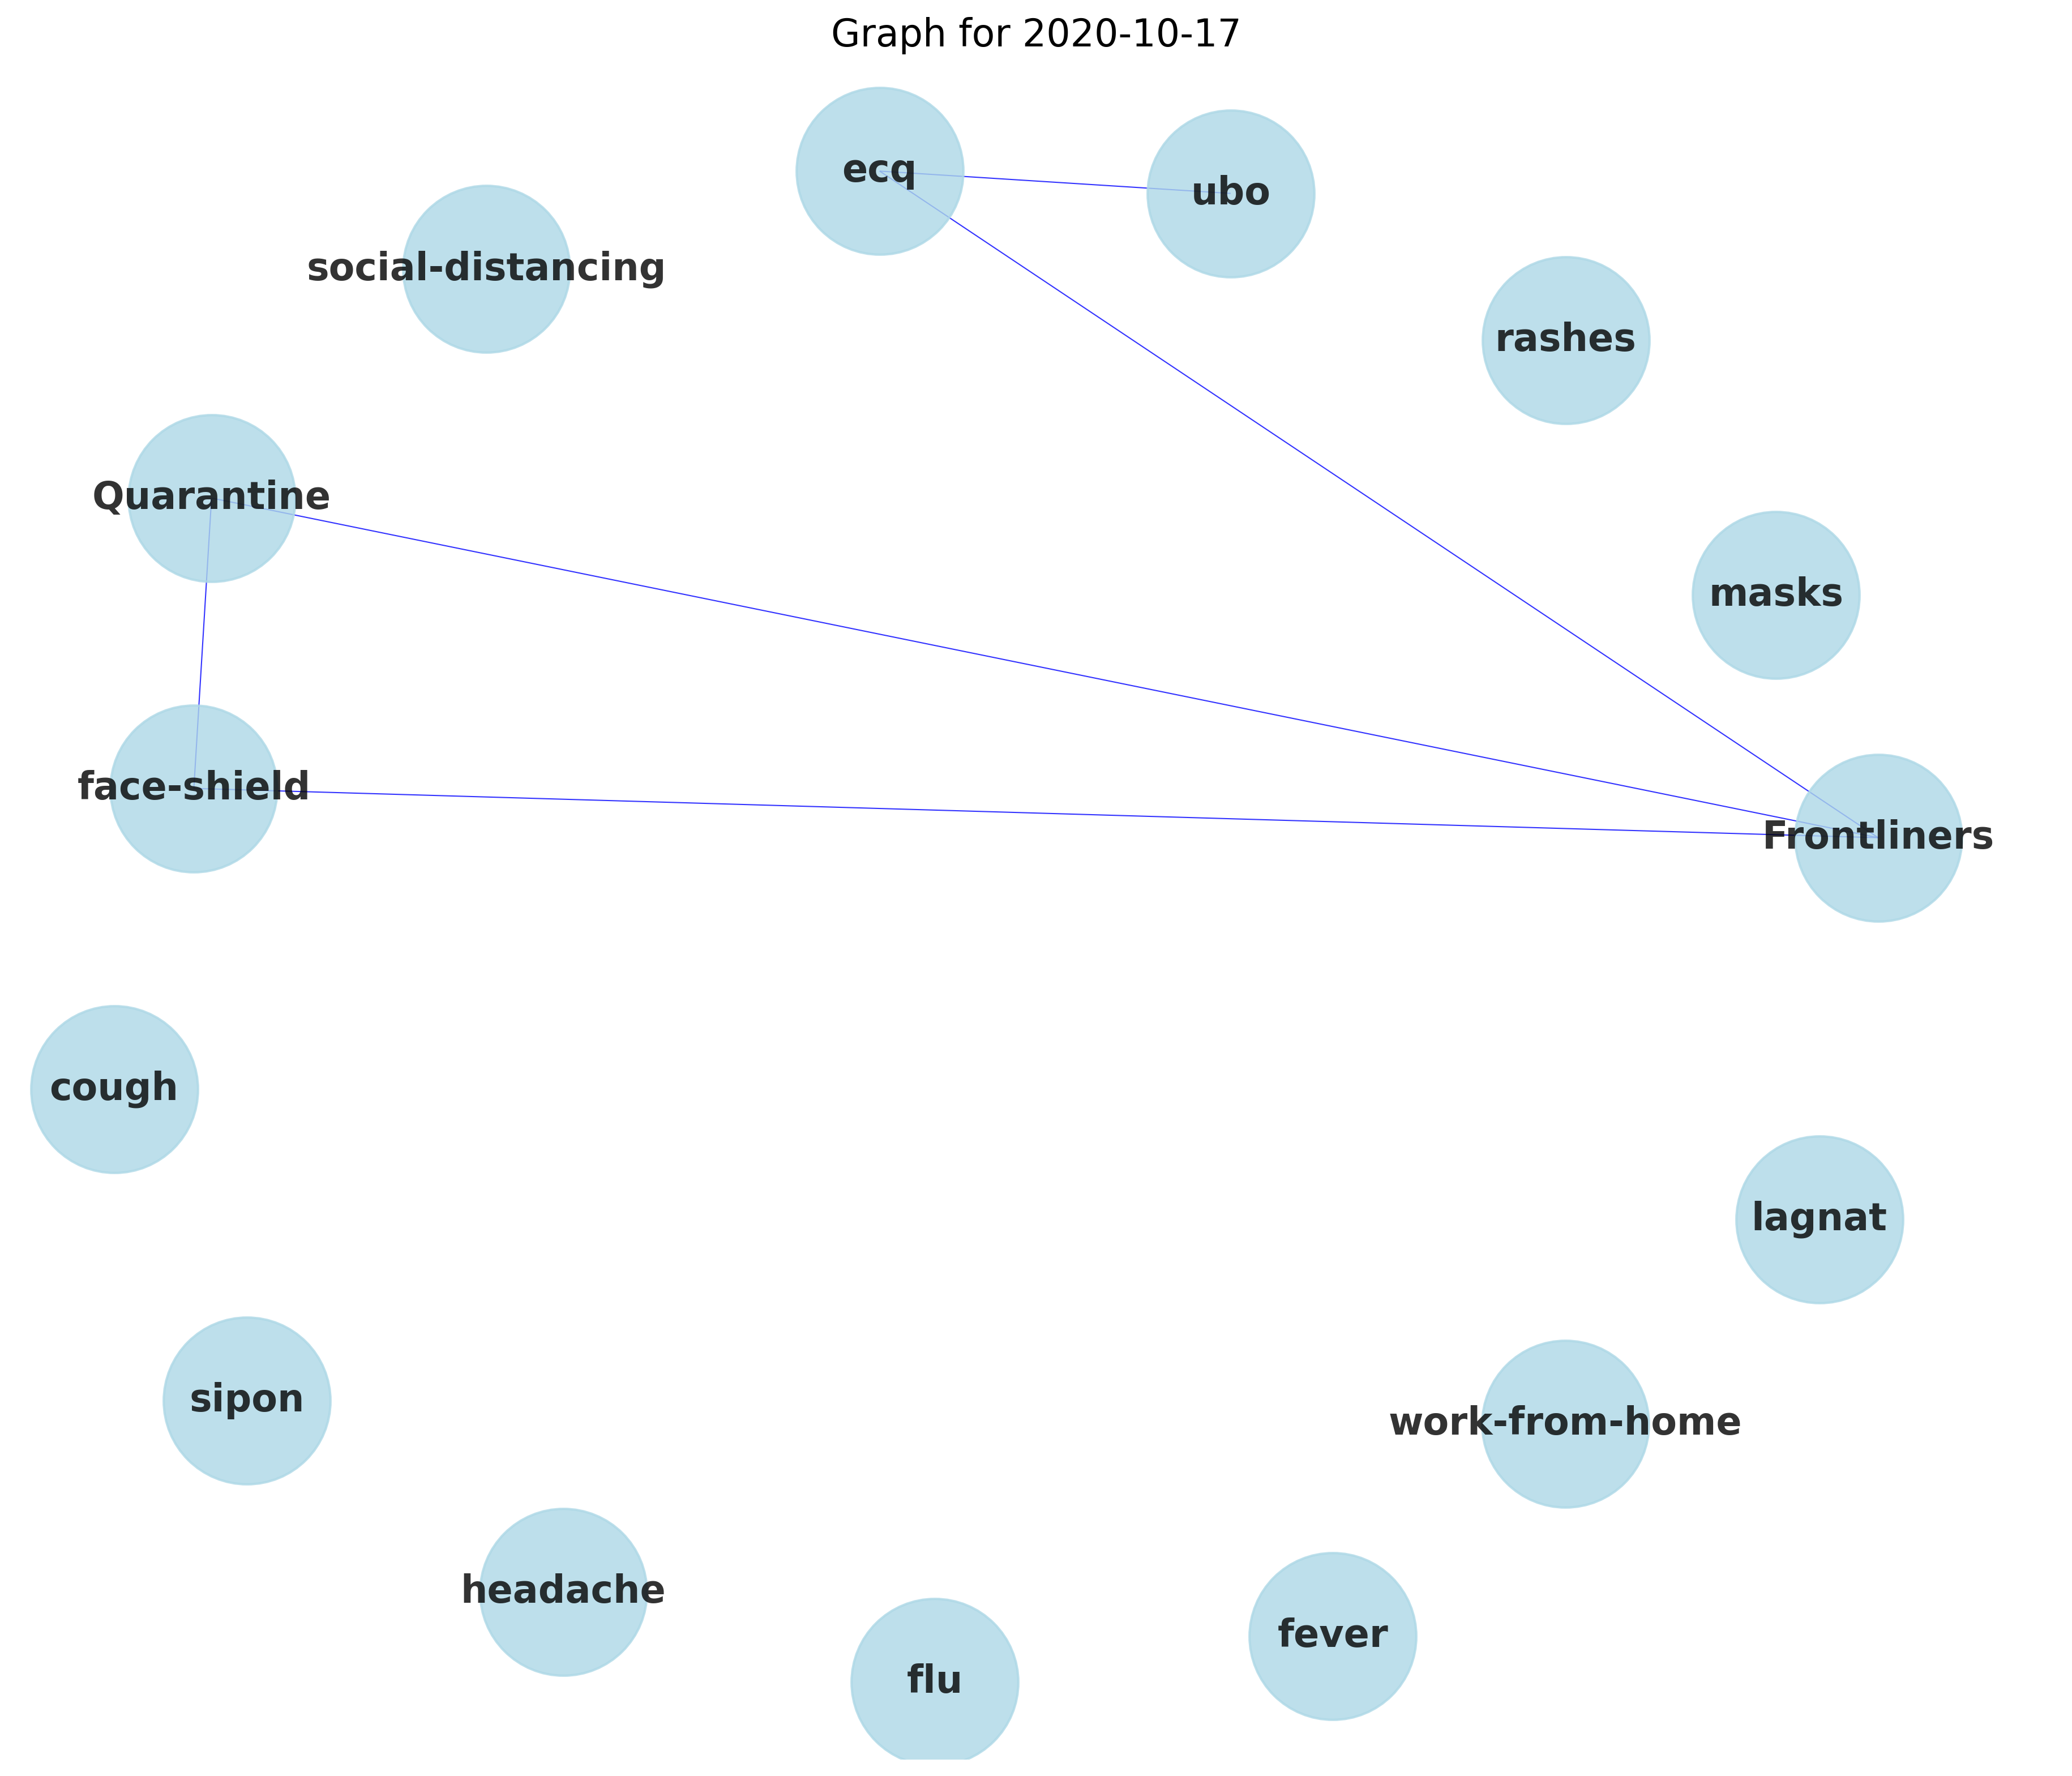 Graph for 2020-10-17
ecq
ubo
social-distancing
rashes
Quarantine
masks
face-shield
Frontliners
cough
lagnat
sipon
work-from-home
headache
fever
flu